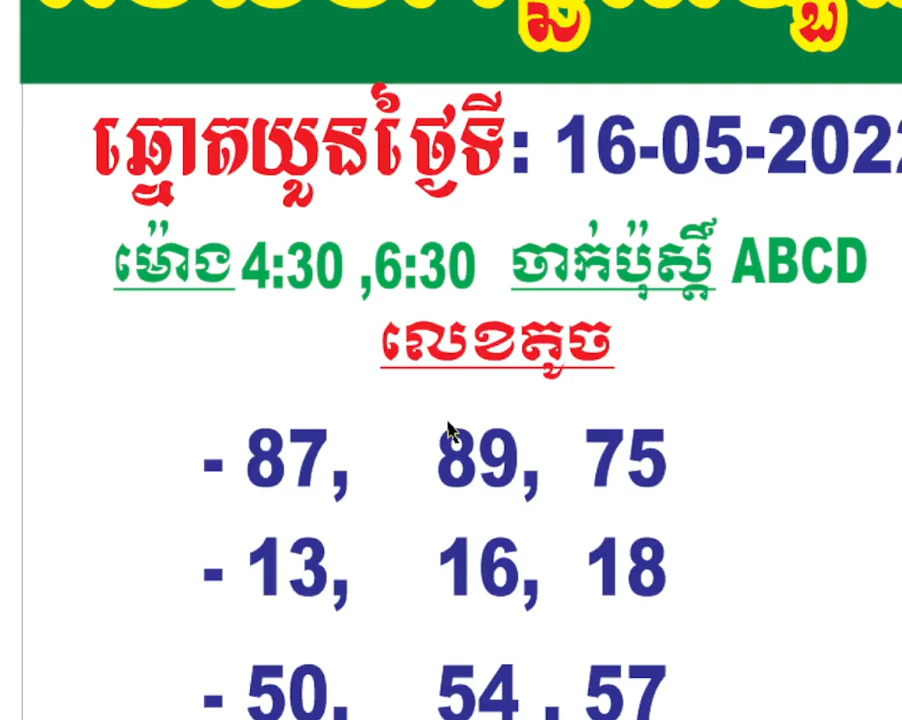 ឆ្នោតយួនថ្ងៃទី: 16-05-202
ម៉ោង 4:30 ,6:30 ចាក់ប៉ុស្តិ៍ ABCD
លេខតូច
- 87, 89, 75
- 13, 16, 18
- 50, 54 , 57